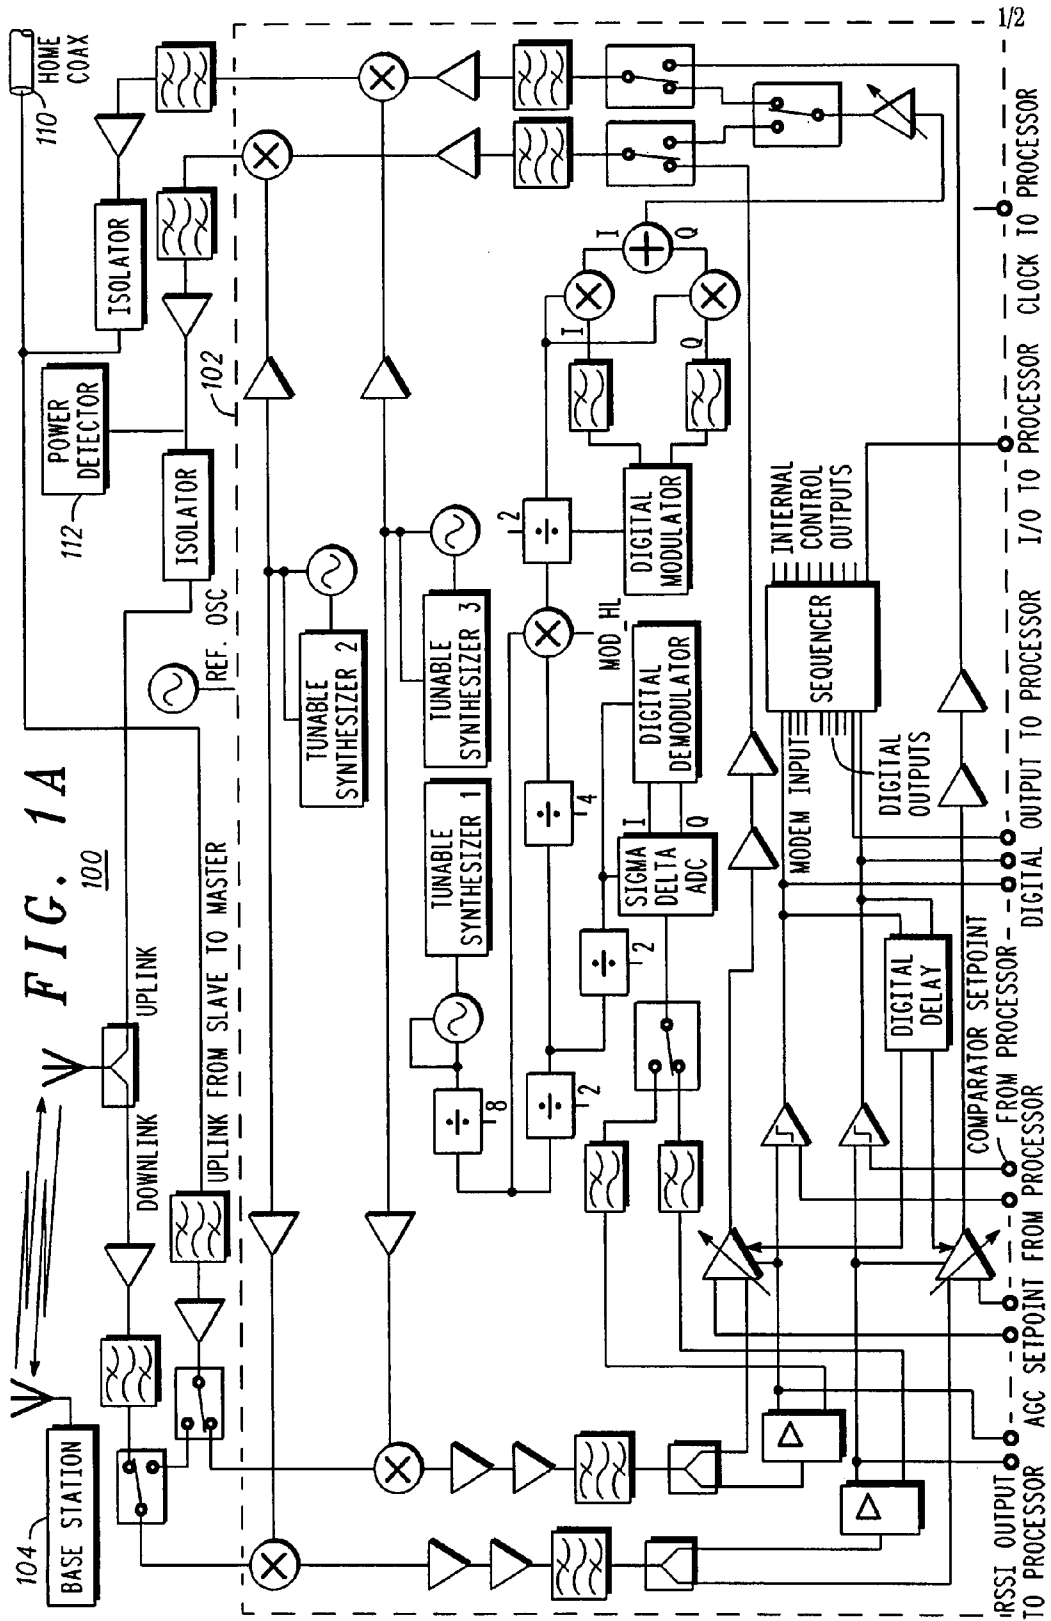 1/2
FIG. 1A
100
104
BASE STATION
DOWNLINK
UPLINK
UPLINK FROM SLAVE TO MASTER
REF. OSC
110
HOME
COAX
112
POWER
DETECTOR
ISOLATOR
ISOLATOR
102
TUNABLE
SYNTHESIZER 2
TUNABLE
SYNTHESIZER 1
TUNABLE
SYNTHESIZER 3
÷
8
÷
2
÷
4
÷
2
÷
2
MOD_HL
SIGMA
DELTA
ADC
I
Q
DIGITAL
DEMODULATOR
DIGITAL
MODULATOR
I
Q
I
Q
MODEM INPUT
SEQUENCER
INTERNAL
CONTROL
OUTPUTS
DIGITAL
OUTPUTS
DIGITAL
DELAY
Δ
Δ
COMPARATOR SETPOINT
FROM PROCESSOR
RSSI OUTPUT
TO PROCESSOR
AGC SETPOINT FROM PROCESSOR
DIGITAL OUTPUT TO PROCESSOR
I/O TO PROCESSOR
CLOCK TO PROCESSOR